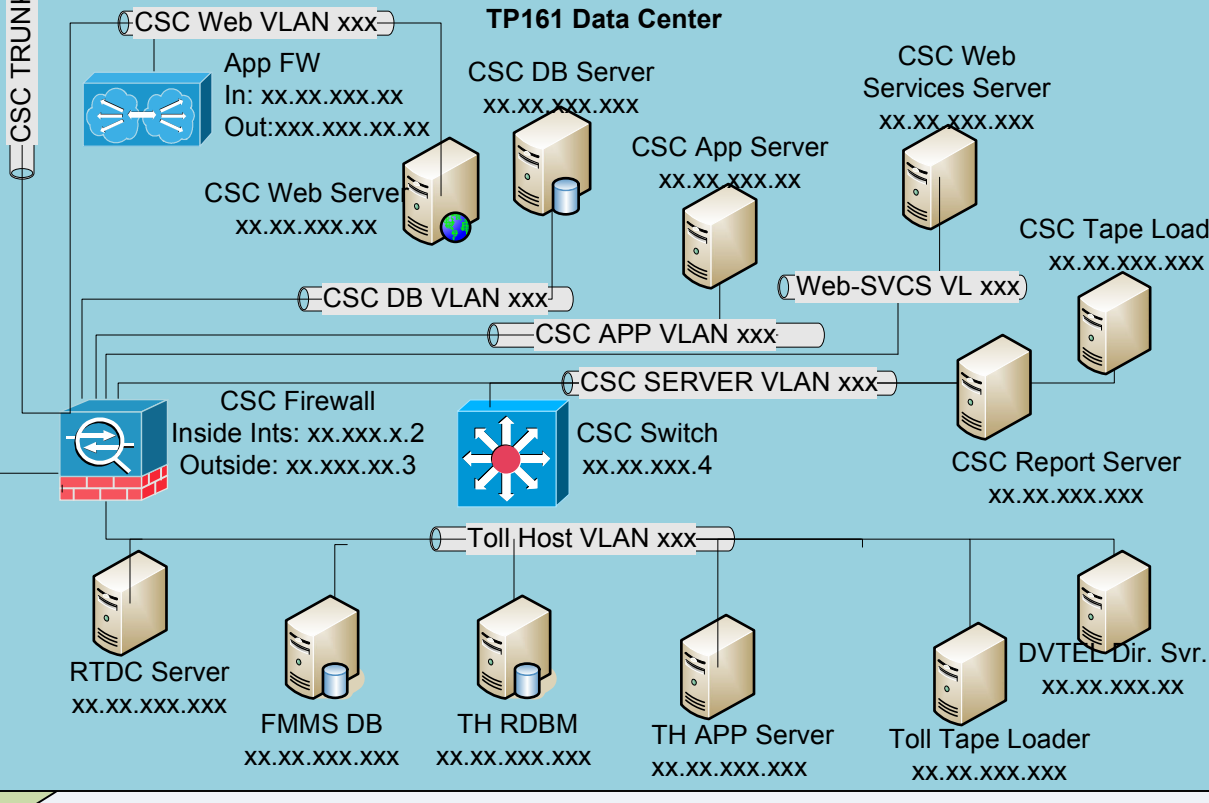 CSC TRUNK
CSC Web VLAN xxx
TP161 Data Center
App FW
In: xx.xx.xxx.xx
Out:xxx.xxx.xx.xx
CSC DB Server
xx.xx.xxx.xxx
CSC Web
Services Server
xx.xx.xxx.xxx
CSC App Server
xx.xx.xxx.xx
CSC Web Server
xx.xx.xxx.xx
CSC Tape Load
xx.xx.xxx.xxx
CSC DB VLAN xxx
Web-SVCS VL xxx
CSC APP VLAN xxx
CSC SERVER VLAN xxx
CSC Firewall
Inside Ints: xx.xxx.x.2
Outside: xx.xxx.xx.3
CSC Switch
xx.xx.xxx.4
CSC Report Server
xx.xx.xxx.xxx
Toll Host VLAN xxx
RTDC Server
xx.xx.xxx.xxx
FMMS DB
xx.xx.xxx.xxx
TH RDBM
xx.xx.xxx.xxx
TH APP Server
xx.xx.xxx.xxx
Toll Tape Loader
xx.xx.xxx.xxx
DVTEL Dir. Svr.
xx.xx.xxx.xx